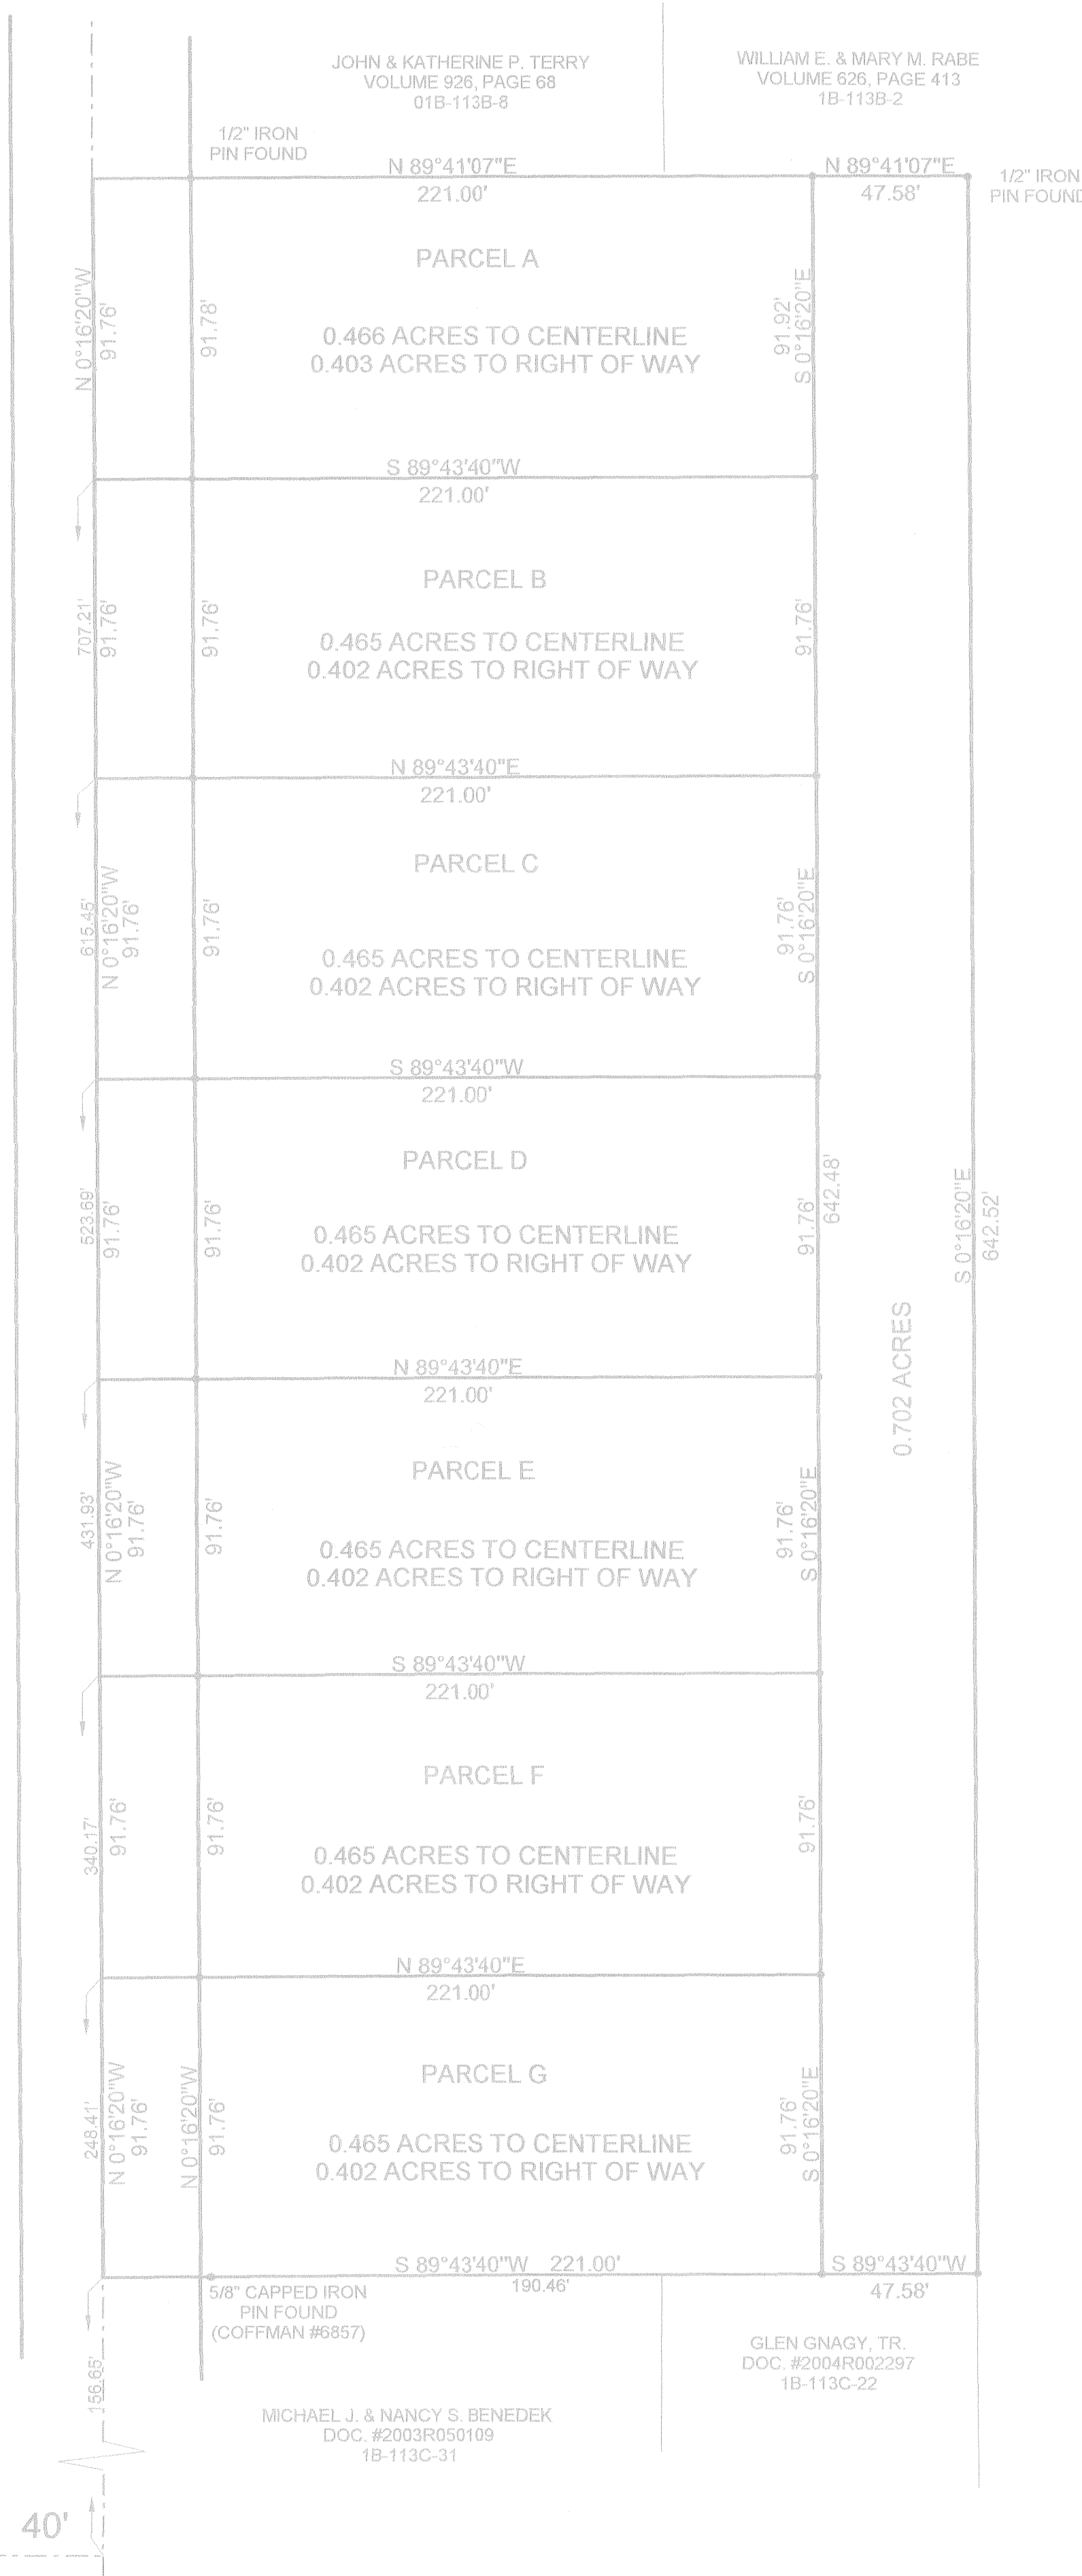 JOHN & KATHERINE P. TERRY
VOLUME 926, PAGE 68
01B-113B-8
WILLIAM E. & MARY M. RABE
VOLUME 626, PAGE 413
1B-113B-2
1/2" IRON
PIN FOUND
N 89°41'07"E
221.00'
N 89°41'07"E
47.58'
1/2" IRON
PIN FOUND
PARCEL A
N 0°16'20"W
91.76'
91.78'
0.466 ACRES TO CENTERLINE
0.403 ACRES TO RIGHT OF WAY
91.92'
S 0°16'20"E
S 89°43'40"W
221.00'
PARCEL B
707.21'
91.76'
91.76'
0.465 ACRES TO CENTERLINE
0.402 ACRES TO RIGHT OF WAY
91.76'
N 89°43'40"E
221.00'
PARCEL C
615.45'
N 0°16'20"W
91.76'
91.76'
0.465 ACRES TO CENTERLINE
0.402 ACRES TO RIGHT OF WAY
91.76'
S 0°16'20"E
S 89°43'40"W
221.00'
PARCEL D
523.69'
91.76'
91.76'
0.465 ACRES TO CENTERLINE
0.402 ACRES TO RIGHT OF WAY
91.76'
642.48'
S 0°16'20"E
642.52'
0.702 ACRES
N 89°43'40"E
221.00'
PARCEL E
431.93'
N 0°16'20"W
91.76'
91.76'
0.465 ACRES TO CENTERLINE
0.402 ACRES TO RIGHT OF WAY
91.76'
S 0°16'20"E
S 89°43'40"W
221.00'
PARCEL F
340.17'
91.76'
91.76'
0.465 ACRES TO CENTERLINE
0.402 ACRES TO RIGHT OF WAY
91.76'
N 89°43'40"E
221.00'
PARCEL G
248.41'
N 0°16'20"W
91.76'
N 0°16'20"W
91.76'
0.465 ACRES TO CENTERLINE
0.402 ACRES TO RIGHT OF WAY
91.76'
S 0°16'20"E
S 89°43'40"W 221.00'
190.46'
S 89°43'40"W
47.58'
5/8" CAPPED IRON
PIN FOUND
(COFFMAN #6857)
GLEN GNAGY, TR.
DOC. #2004R002297
1B-113C-22
156.65'
MICHAEL J. & NANCY S. BENEDEK
DOC. #2003R050109
1B-113C-31
40'